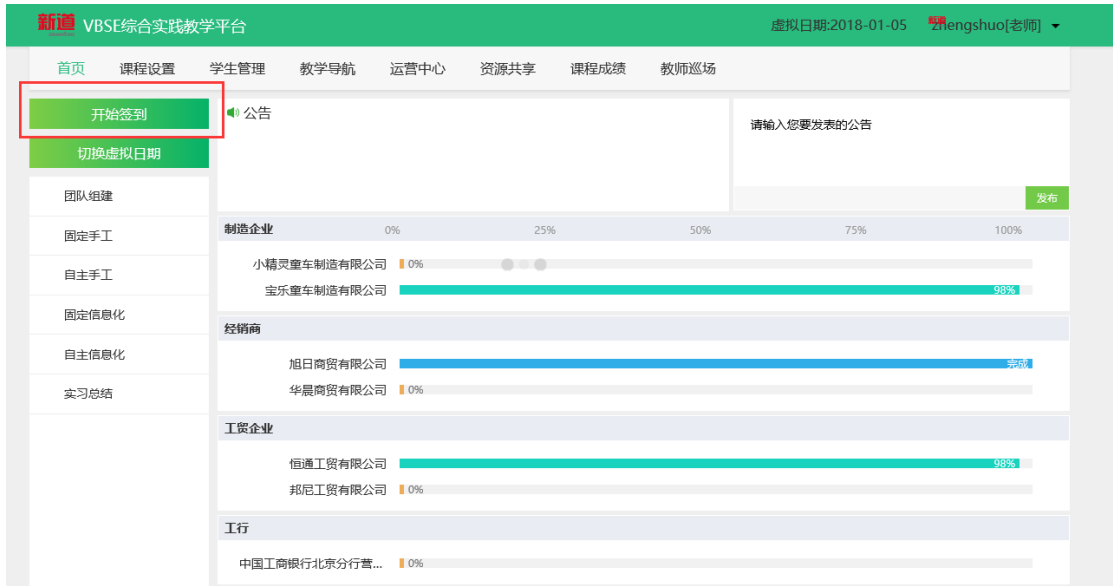 新道 VBSE综合实践教学平台 虚拟日期:2018-01-05 zhengshuo[老师]
首页 课程设置 学生管理 教学导航 运营中心 资源共享 课程成绩 教师巡场
开始签到
切换虚拟日期
团队组建
固定手工
自主手工
固定信息化
自主信息化
实习总结
公告
请输入您要发表的公告
发布
制造企业 0% 25% 50% 75% 100%
小精灵童车制造有限公司 0%
宝乐童车制造有限公司 98%
经销商
旭日商贸有限公司 完成
华晨商贸有限公司 0%
工贸企业
恒通工贸有限公司 98%
邦尼工贸有限公司 0%
工行
中国工商银行北京分行营... 0%